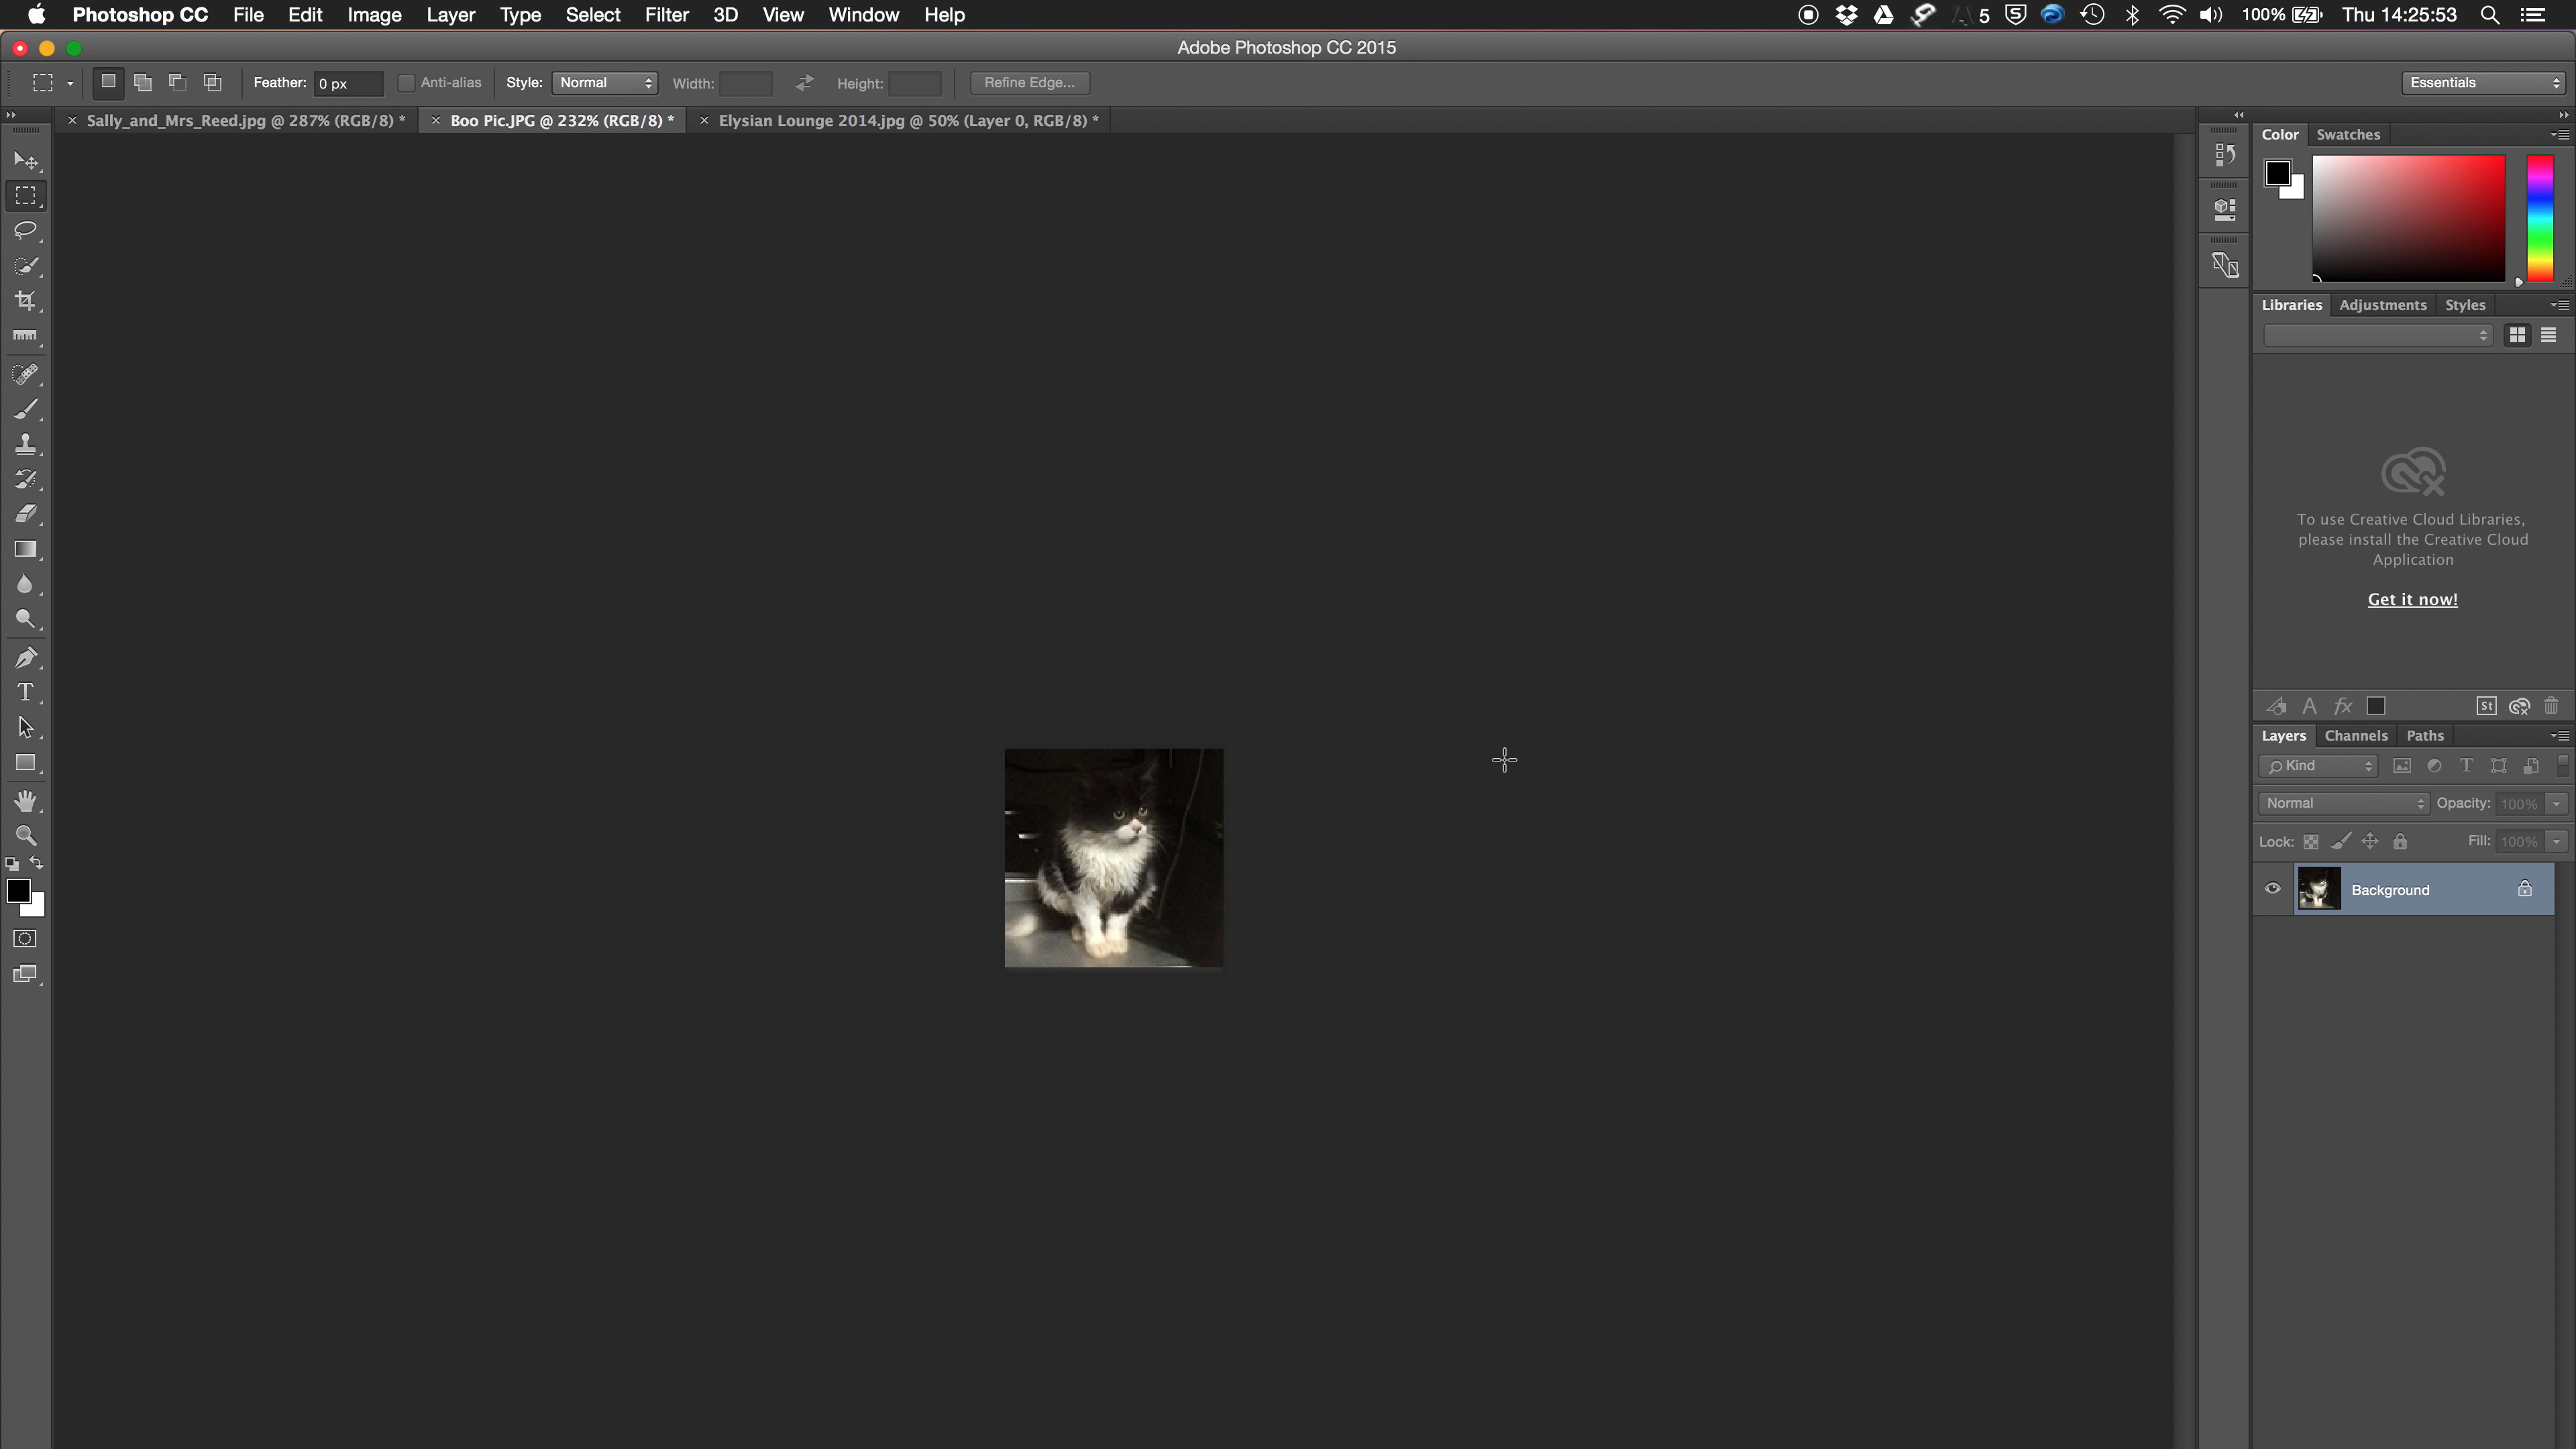 Photoshop CC File Edit Image Layer Type Select Filter 3D View Window Help 5 100% Thu 14:25:53
Adobe Photoshop CC 2015
Feather: 0 px Anti-alias Style: Normal Width: Height: Refine Edge... Essentials
Sally_and_Mrs_Reed.jpg @ 287% (RGB/8) * Boo Pic.JPG @ 232% (RGB/8) * Elysian Lounge 2014.jpg @ 50% (Layer 0, RGB/8) *
Color Swatches
Libraries Adjustments Styles
To use Creative Cloud Libraries,
please install the Creative Cloud
Application
Get it now!
St
Layers Channels Paths
Kind
Normal Opacity: 100%
Lock: Fill: 100%
Background